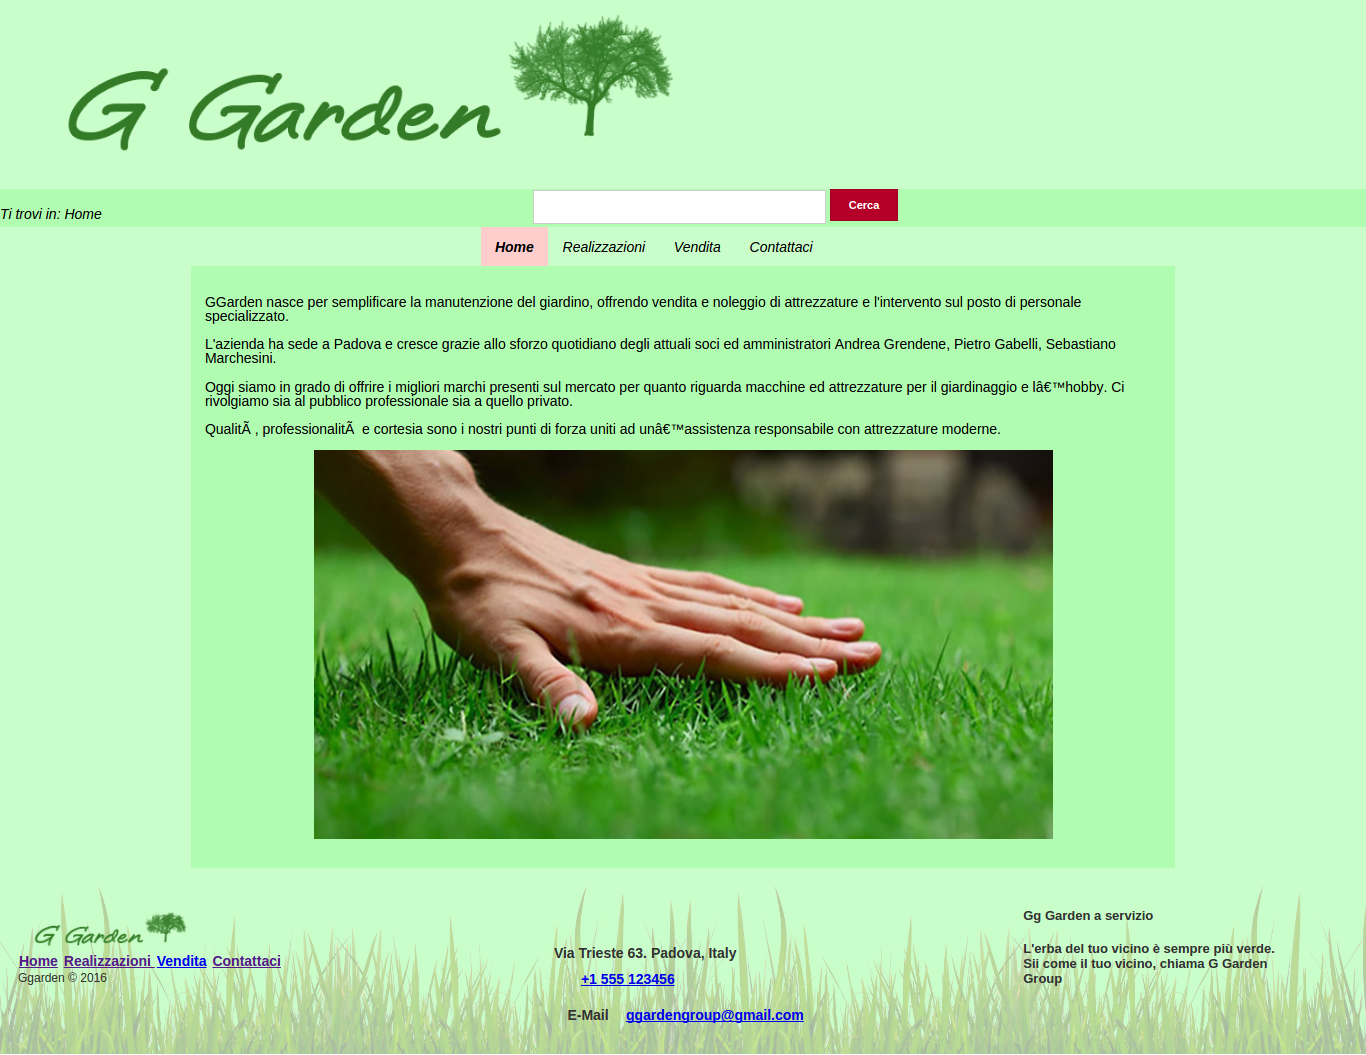 G Garden
Ti trovi in: Home
Cerca
Home Realizzazioni Vendita Contattaci
GGarden nasce per semplificare la manutenzione del giardino, offrendo vendita e noleggio di attrezzature e l'intervento sul posto di personale
specializzato.
L'azienda ha sede a Padova e cresce grazie allo sforzo quotidiano degli attuali soci ed amministratori Andrea Grendene, Pietro Gabelli, Sebastiano
Marchesini.
Oggi siamo in grado di offrire i migliori marchi presenti sul mercato per quanto riguarda macchine ed attrezzature per il giardinaggio e lâ€™hobby. Ci
rivolgiamo sia al pubblico professionale sia a quello privato.
QualitÃ , professionalitÃ  e cortesia sono i nostri punti di forza uniti ad unâ€™assistenza responsabile con attrezzature moderne.
G Garden
Home Realizzazioni Vendita Contattaci
Ggarden © 2016
Via Trieste 63. Padova, Italy
+1 555 123456
E-Mail ggardengroup@gmail.com
Gg Garden a servizio
L'erba del tuo vicino è sempre più verde.
Sii come il tuo vicino, chiama G Garden
Group